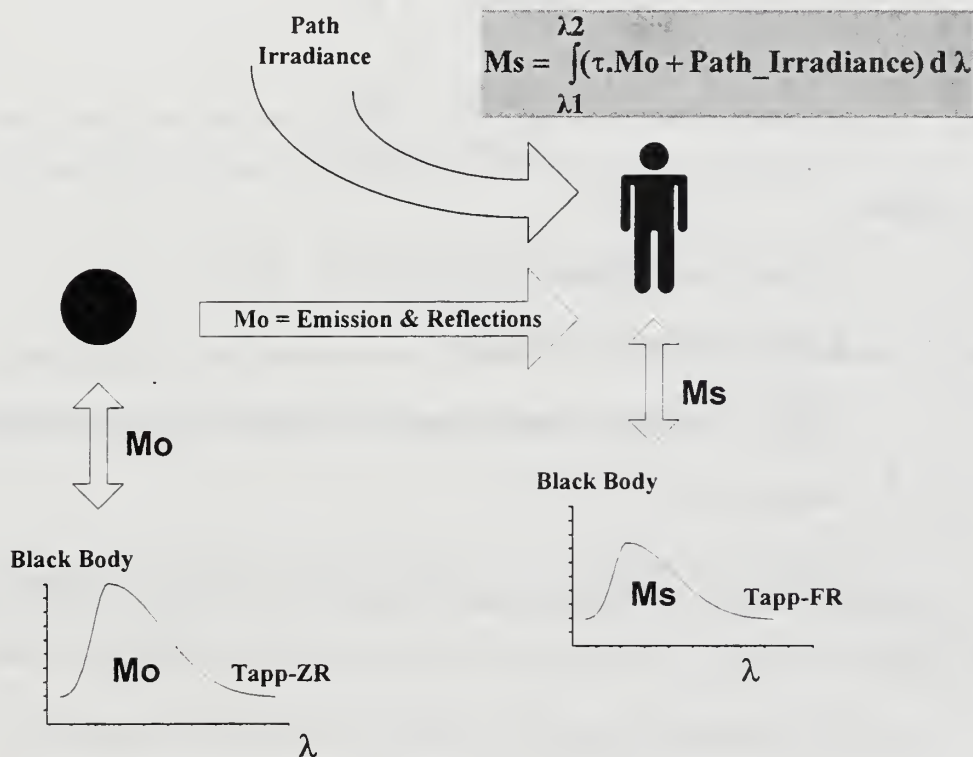 Path
Irradiance
λ2
Ms = ∫(τ.Mo + Path_Irradiance) d λ
λ1
Mo = Emission & Reflections
Mo
Ms
Black Body
Mo
Tapp-ZR
λ
Black Body
Ms
Tapp-FR
λ